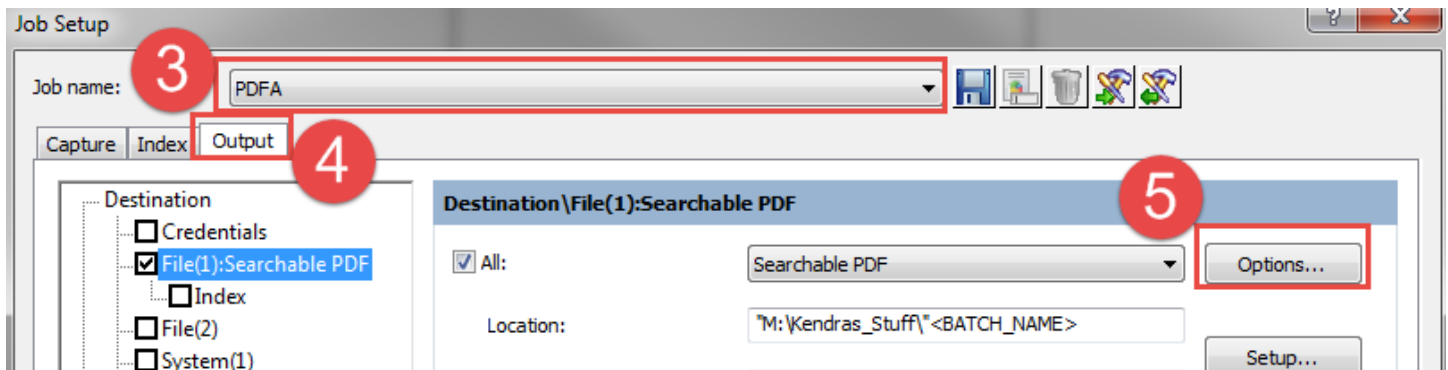 Job Setup
Job name:
3
PDFA
Capture Index Output
4
Destination
Credentials
File(1):Searchable PDF
Index
File(2)
System(1)
Destination\File(1):Searchable PDF
5
All:
Searchable PDF
Options...
Location:
"M:\Kendras_Stuff\"<BATCH_NAME>
Setup...